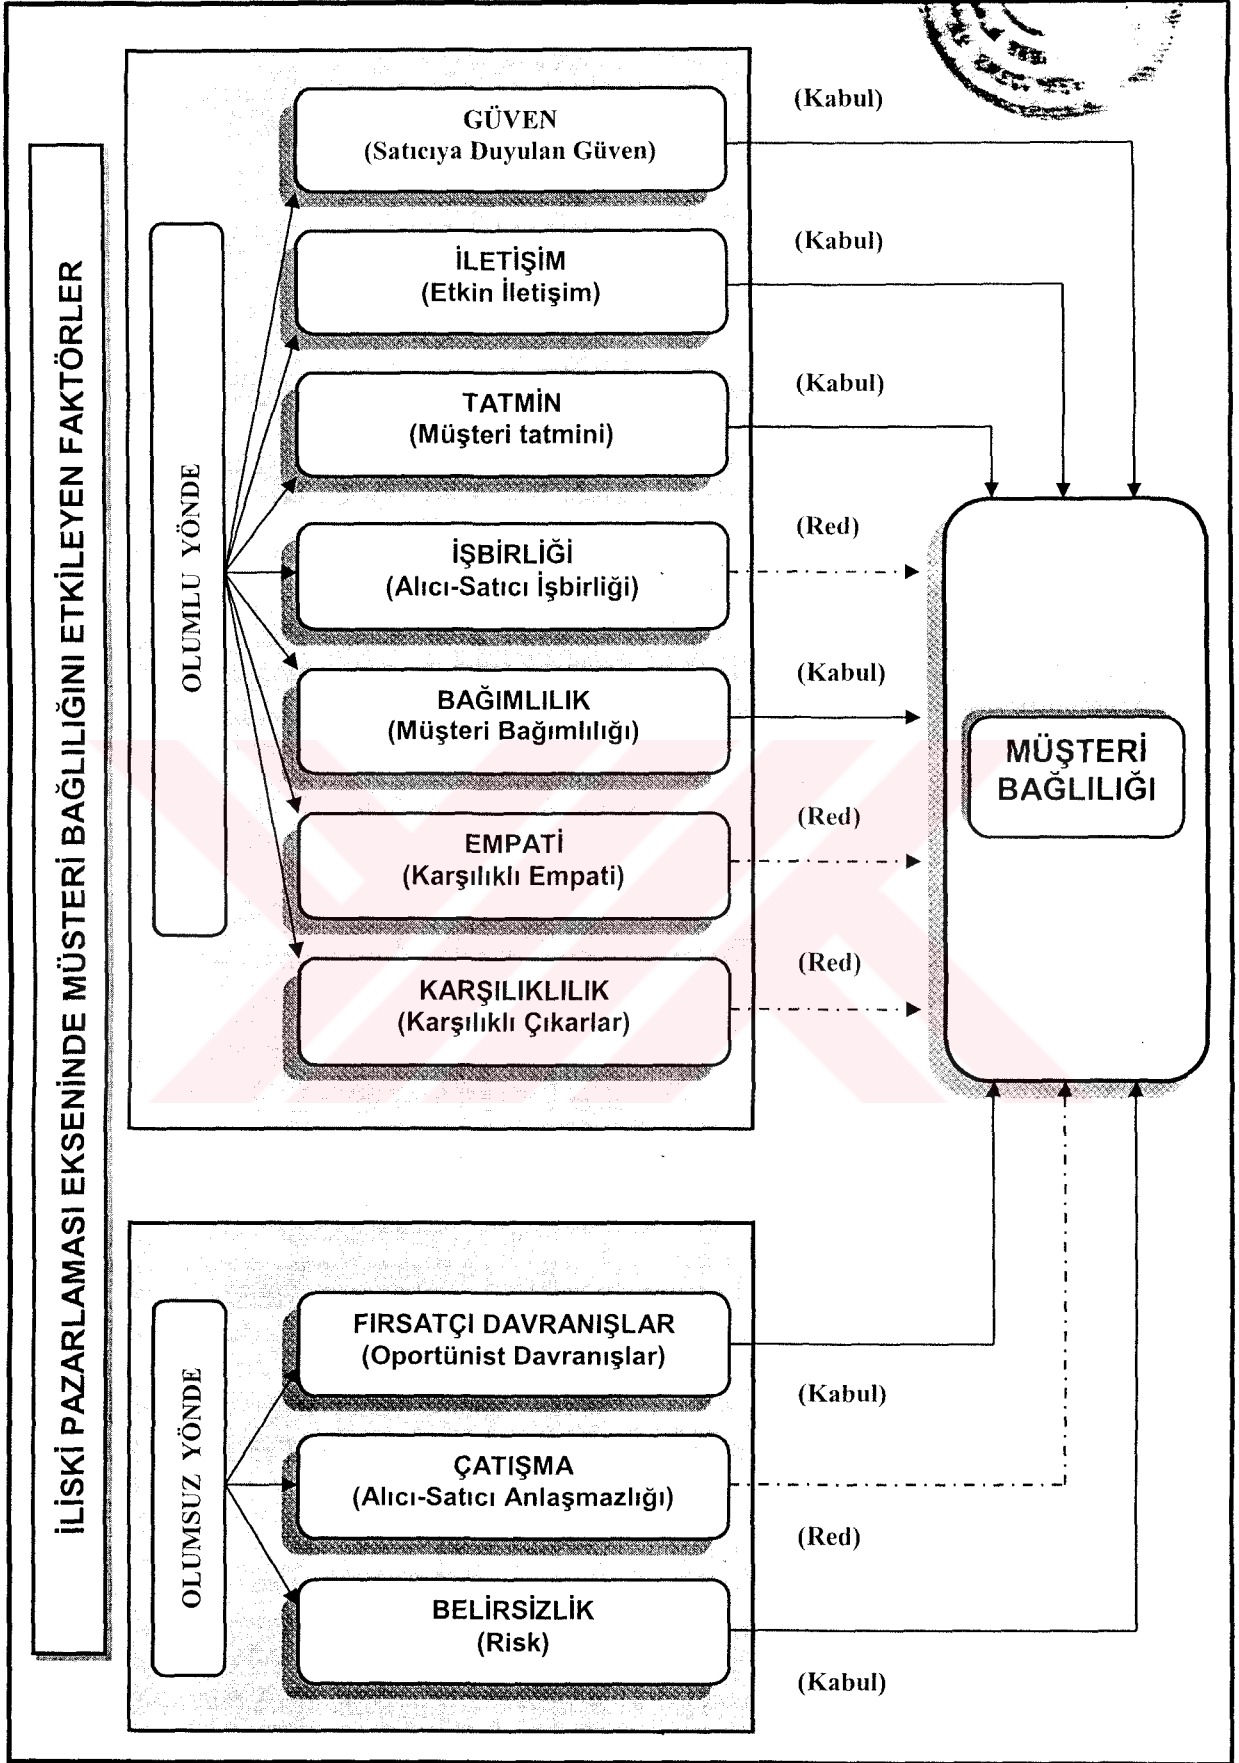 İLİSKİ PAZARLAMASI EKSENİNDE MÜSTERİ BAĞLILIĞINI ETKİLEYEN FAKTÖRLER
OLUMLU YÖNDE
GÜVEN
(Satıcıya Duyulan Güven)
(Kabul)
İLETİŞİM
(Etkin İletişim)
(Kabul)
TATMİN
(Müşteri tatmini)
(Kabul)
İŞBİRLİĞİ
(Alıcı-Satıcı İşbirliği)
(Red)
BAĞIMLILIK
(Müşteri Bağımlılığı)
(Kabul)
EMPATİ
(Karşılıklı Empati)
(Red)
KARŞILIKLILIK
(Karşılıklı Çıkarlar)
(Red)
MÜŞTERİ
BAĞLILIĞI
OLUMSUZ YÖNDE
FIRSATÇI DAVRANIŞLAR
(Oportünist Davranışlar)
(Kabul)
ÇATIŞMA
(Alıcı-Satıcı Anlaşmazlığı)
(Red)
BELİRSİZLİK
(Risk)
(Kabul)